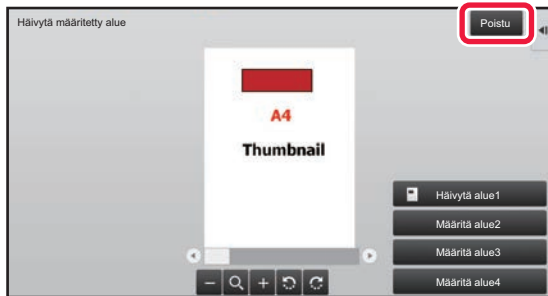 Häivytä määritetty alue
Poistu
A4
Thumbnail
Häivytä alue1
Määritä alue2
Määritä alue3
Määritä alue4